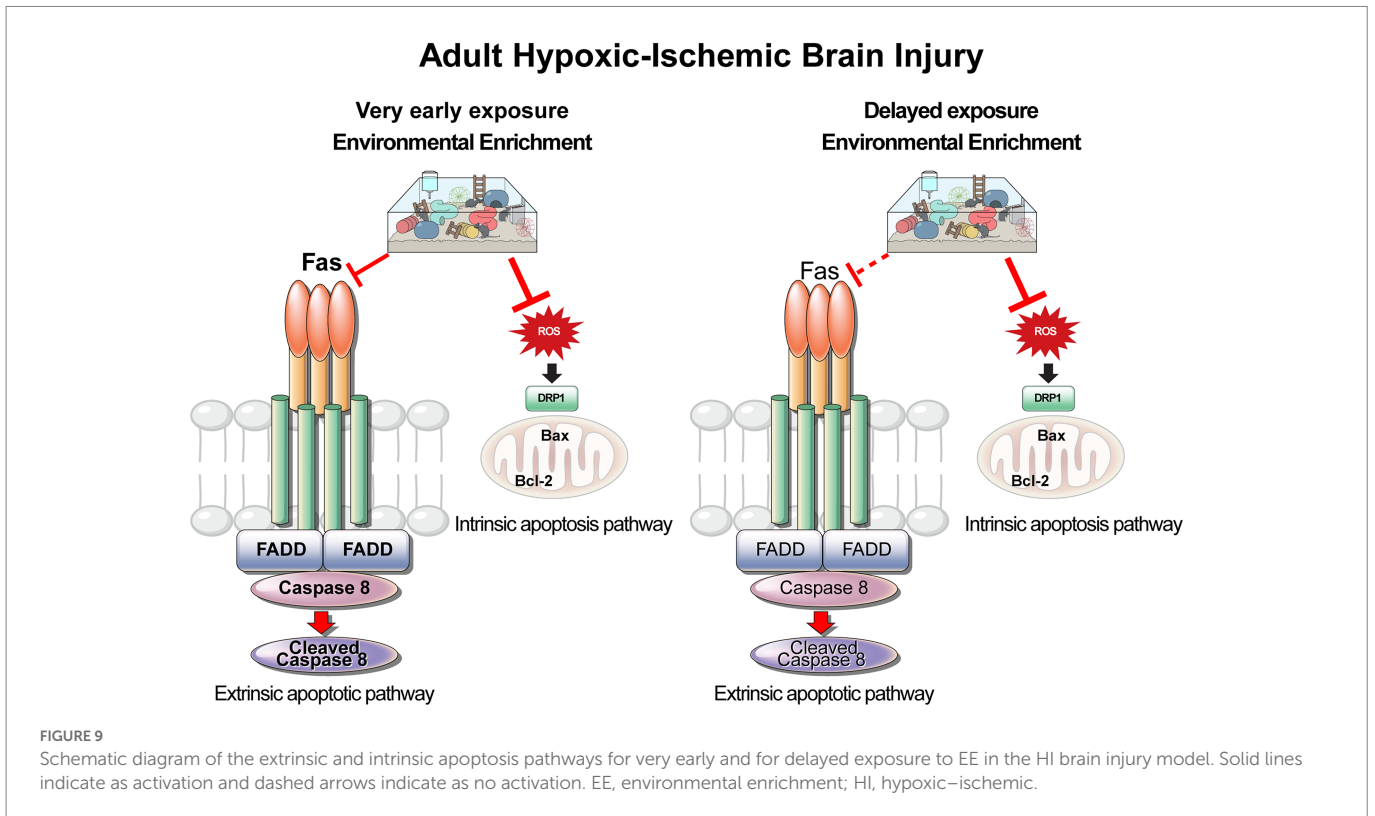 Adult Hypoxic-Ischemic Brain Injury
Very early exposure
Environmental Enrichment
Fas
ROS
DRP1
Bax
Bcl-2
Intrinsic apoptosis pathway
FADD
FADD
Caspase 8
Cleaved
Caspase 8
Extrinsic apoptotic pathway
Delayed exposure
Environmental Enrichment
Fas
ROS
DRP1
Bax
Bcl-2
Intrinsic apoptosis pathway
FADD
FADD
Caspase 8
Cleaved
Caspase 8
Extrinsic apoptotic pathway
FIGURE 9
Schematic diagram of the extrinsic and intrinsic apoptosis pathways for very early and for delayed exposure to EE in the HI brain injury model. Solid lines
indicate as activation and dashed arrows indicate as no activation. EE, environmental enrichment; HI, hypoxic–ischemic.